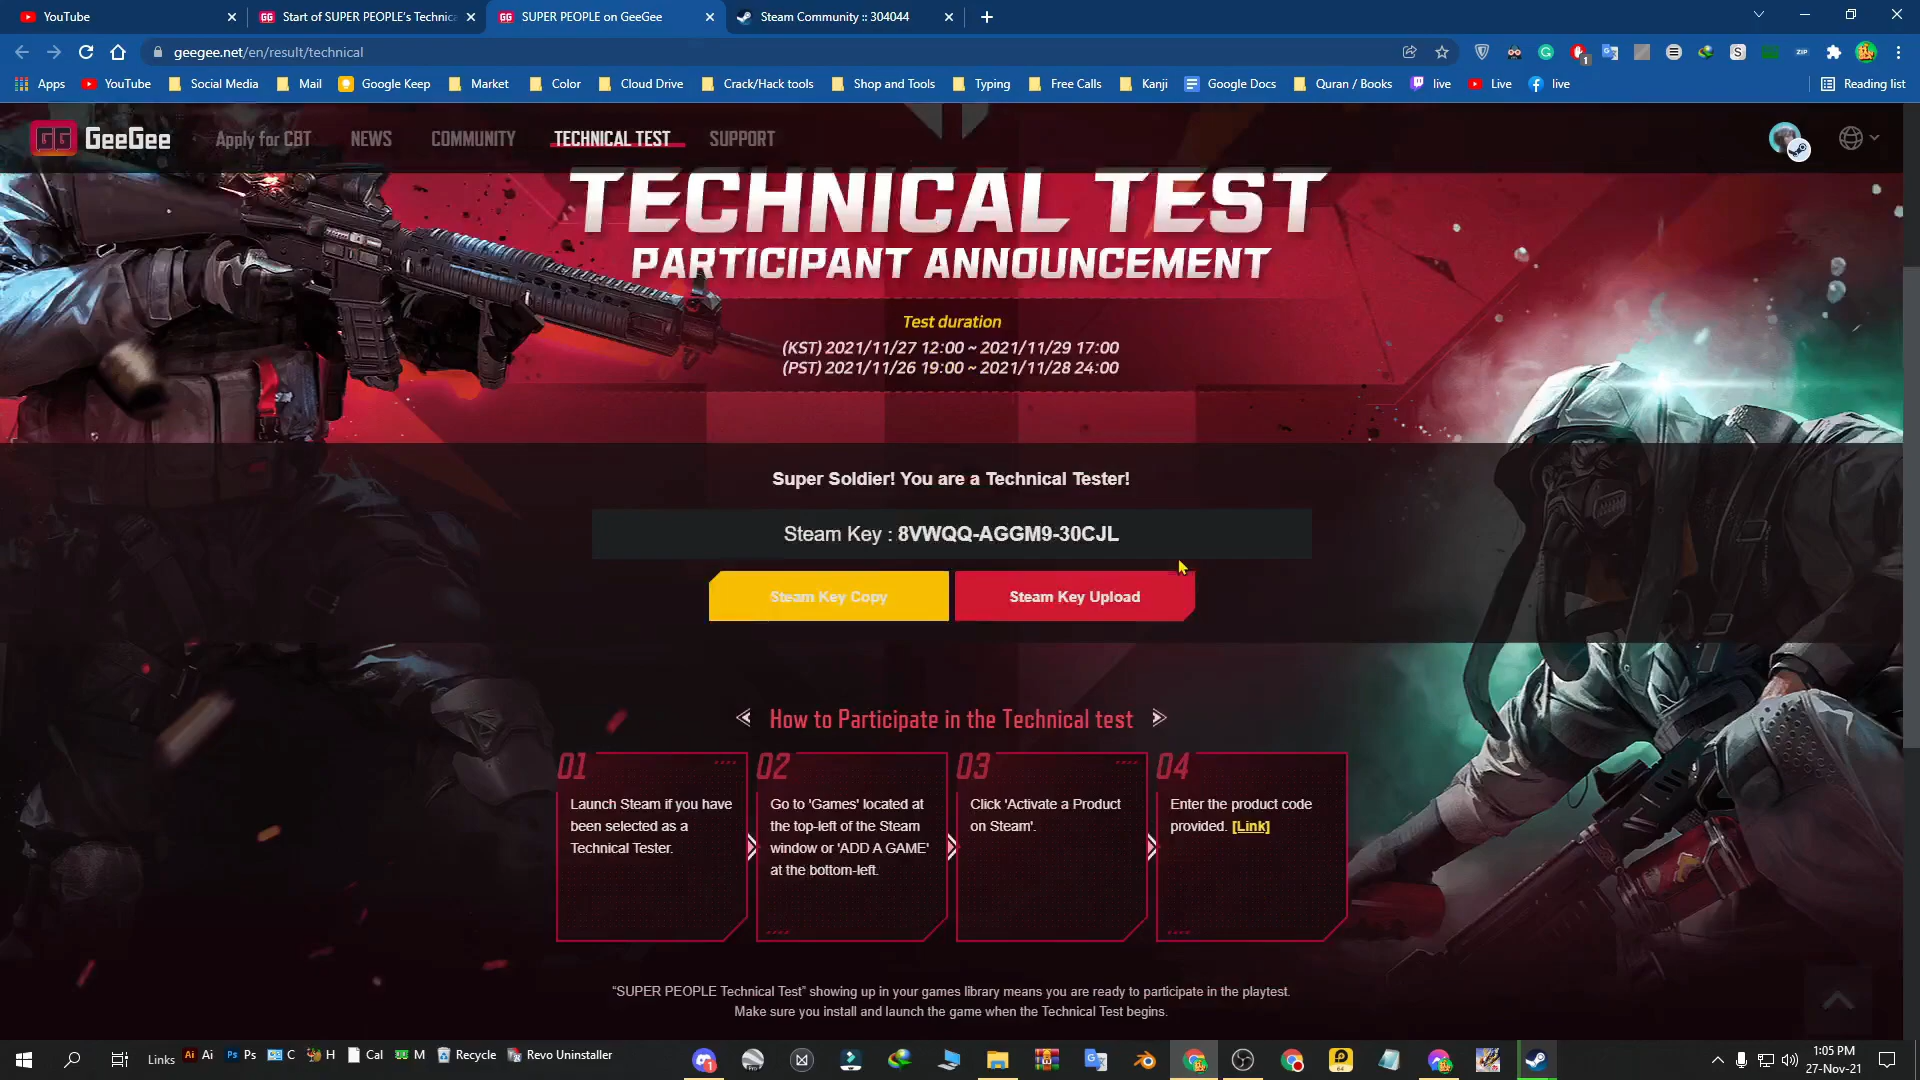 YouTube
Start of SUPER PEOPLE's Technica
SUPER PEOPLE on GeeGee
Steam Community :: 304044
geegee.net/en/result/technical
Apps
YouTube
Social Media
Mail
Google Keep
Market
Color
Cloud Drive
Crack/Hack tools
Shop and Tools
Typing
Free Calls
Kanji
Google Docs
Quran / Books
live
Live
live
Reading list
GG GeeGee
Apply for CBT
NEWS
COMMUNITY
TECHNICAL TEST
SUPPORT
TECHNICAL TEST
PARTICIPANT ANNOUNCEMENT
Test duration
(KST) 2021/11/27 12:00 ~ 2021/11/29 17:00
(PST) 2021/11/26 19:00 ~ 2021/11/28 24:00
Super Soldier! You are a Technical Tester!
Steam Key : 8VWQQ-AGGM9-30CJL
Steam Key Copy
Steam Key Upload
How to Participate in the Technical test
01
Launch Steam if you have
been selected as a
Technical Tester.
02
Go to 'Games' located at
the top-left of the Steam
window or 'ADD A GAME'
at the bottom-left.
03
Click 'Activate a Product
on Steam'.
04
Enter the product code
provided. [Link]
“SUPER PEOPLE Technical Test” showing up in your games library means you are ready to participate in the playtest.
Make sure you install and launch the game when the Technical Test begins.
Links
Ai
Ps
C
H
Cal
M
Recycle
Revo Uninstaller
1:05 PM
27-Nov-21